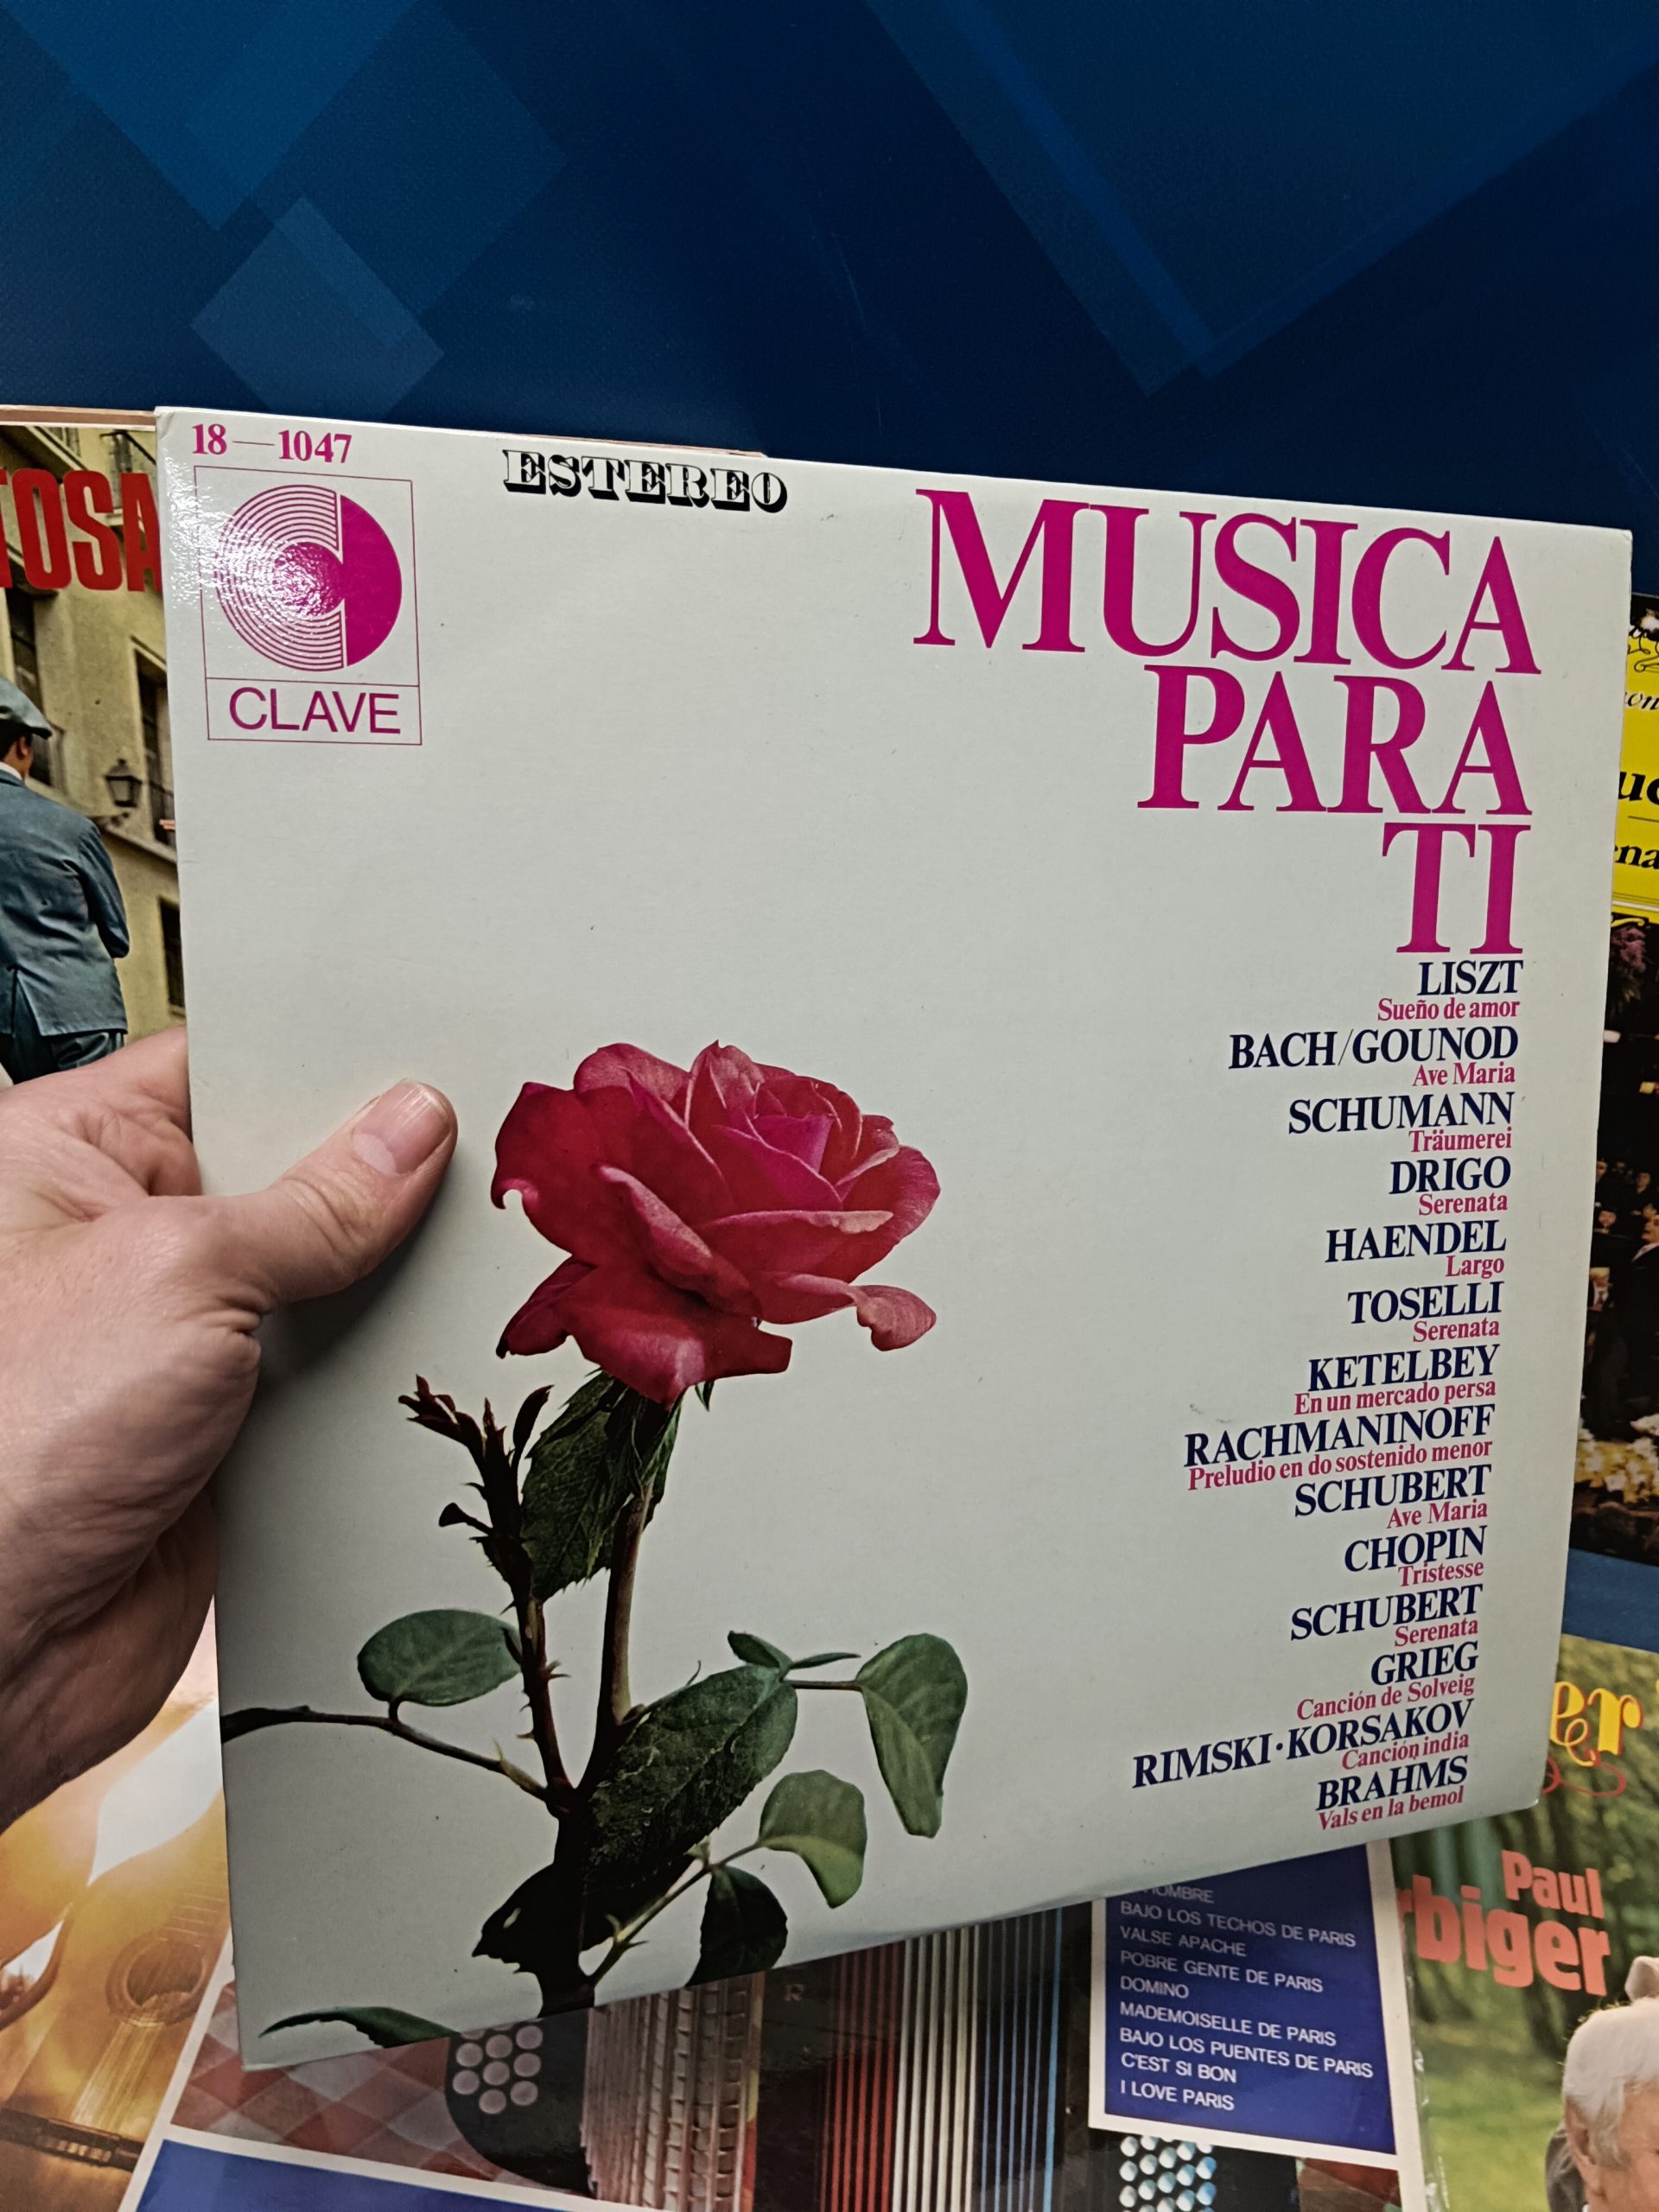 18—1047
ESTEREO
CLAVE
MUSICA
PARA
TI
LISZT
Sueño de amor
BACH/GOUNOD
Ave Maria
SCHUMANN
Träumerei
DRIGO
Serenata
HAENDEL
Largo
TOSELLI
Serenata
KETELBEY
En un mercado persa
RACHMANINOFF
Preludio en do sostenido menor
SCHUBERT
Ave Maria
CHOPIN
Tristesse
SCHUBERT
Serenata
GRIEG
Canción de Solveig
RIMSKI·KORSAKOV
Canción india
BRAHMS
Vals en la bemol
TOSA
BAJO LOS TECHOS DE PARIS
VALSE APACHE
POBRE GENTE DE PARIS
DOMINO
MADEMOISELLE DE PARIS
BAJO LOS PUENTES DE PARIS
C'EST SI BON
I LOVE PARIS
Paul
biger